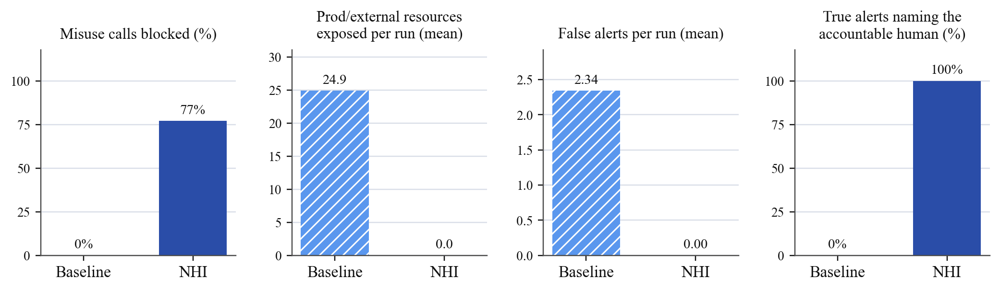 Misuse calls blocked (%)
100
75
50
25
0
0%
77%
Baseline
NHI
Prod/external resources
exposed per run (mean)
30
25
20
15
10
5
0
24.9
0.0
Baseline
NHI
False alerts per run (mean)
2.5
2.0
1.5
1.0
0.5
0.0
2.34
0.00
Baseline
NHI
True alerts naming the
accountable human (%)
100
75
50
25
0
0%
100%
Baseline
NHI